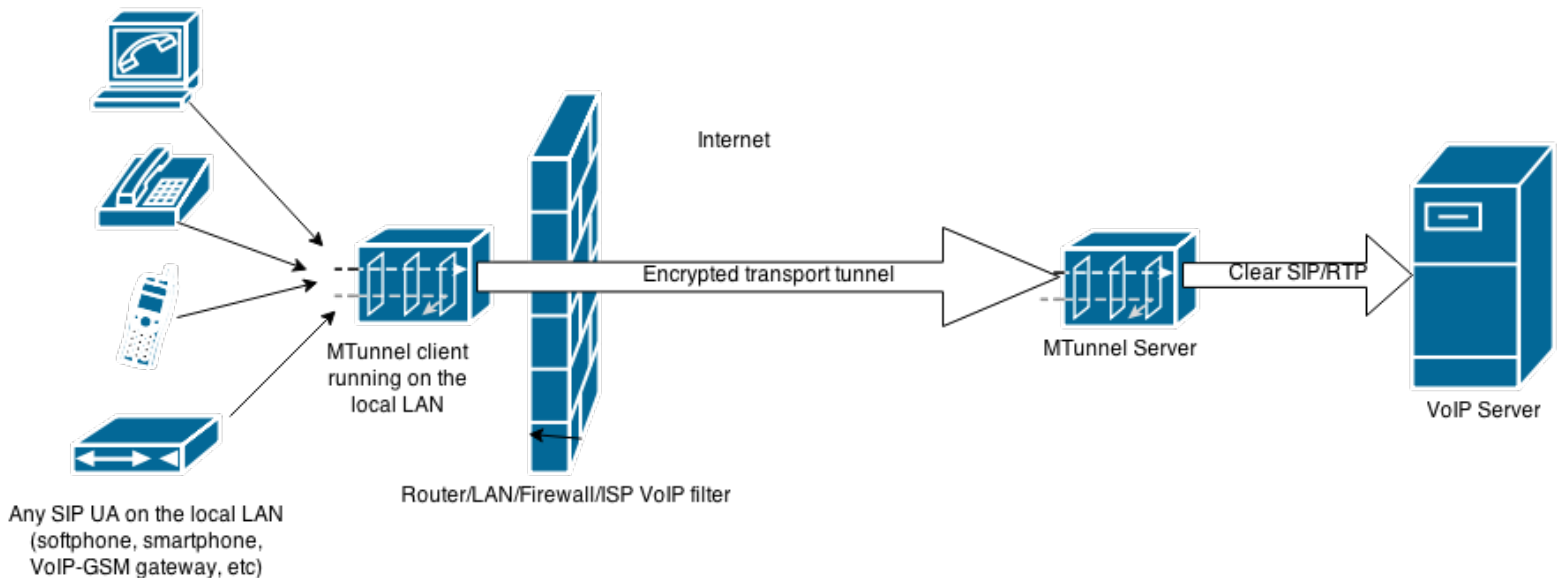 Internet
Encrypted transport tunnel
Clear SIP/RTP
MTunnel client
running on the
local LAN
MTunnel Server
VoIP Server
Router/LAN/Firewall/ISP VoIP filter
Any SIP UA on the local LAN
(softphone, smartphone,
VoIP-GSM gateway, etc)